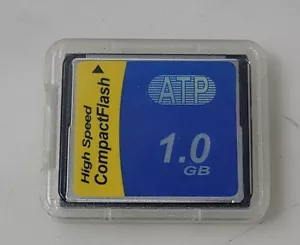 High Speed
CompactFlash
ATP
1.0
GB